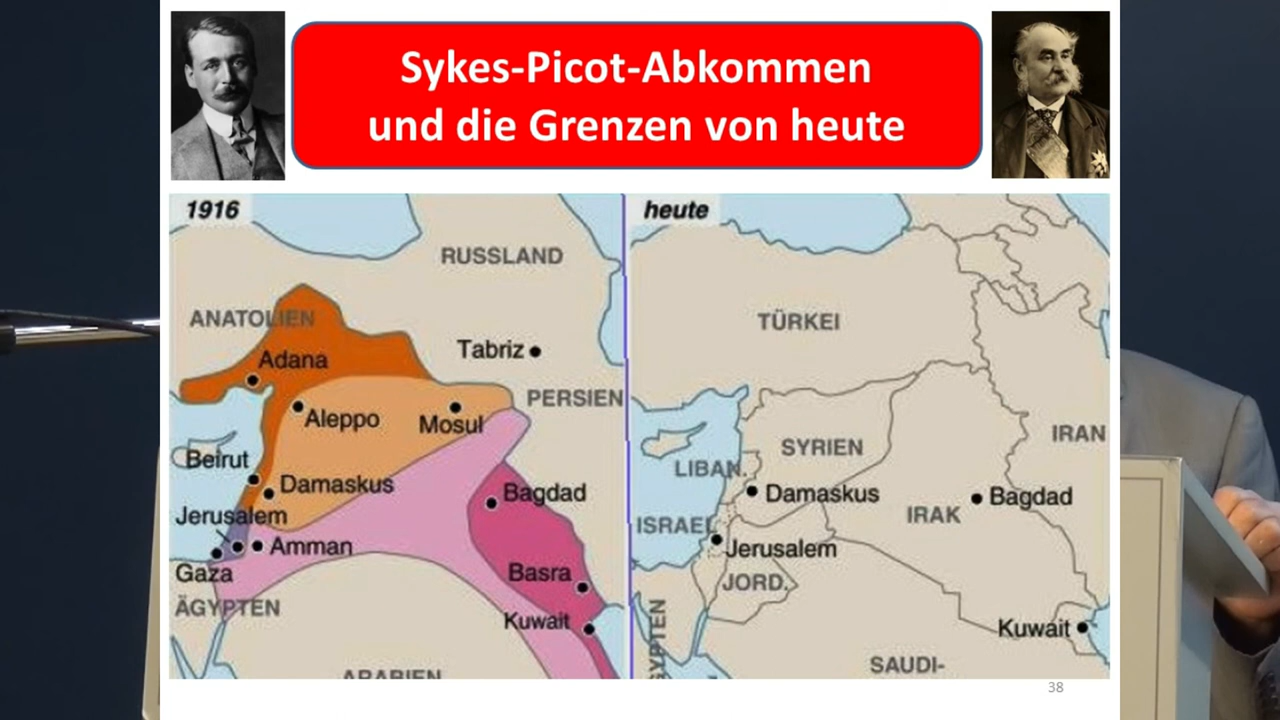 Sykes-Picot-Abkommen
und die Grenzen von heute
1916
RUSSLAND
ANATOLIEN
Adana
Tabriz
PERSIEN
Aleppo
Mosul
Beirut
Damaskus
Bagdad
Jerusalem
Amman
Gaza
Basra
ÄGYPTEN
Kuwait
ARABIEN
heute
TÜRKEI
IRAN
SYRIEN
LIBAN.
Damaskus
Bagdad
IRAK
ISRAEL
Jerusalem
JORD.
Kuwait
GYPTEN
SAUDI-
38